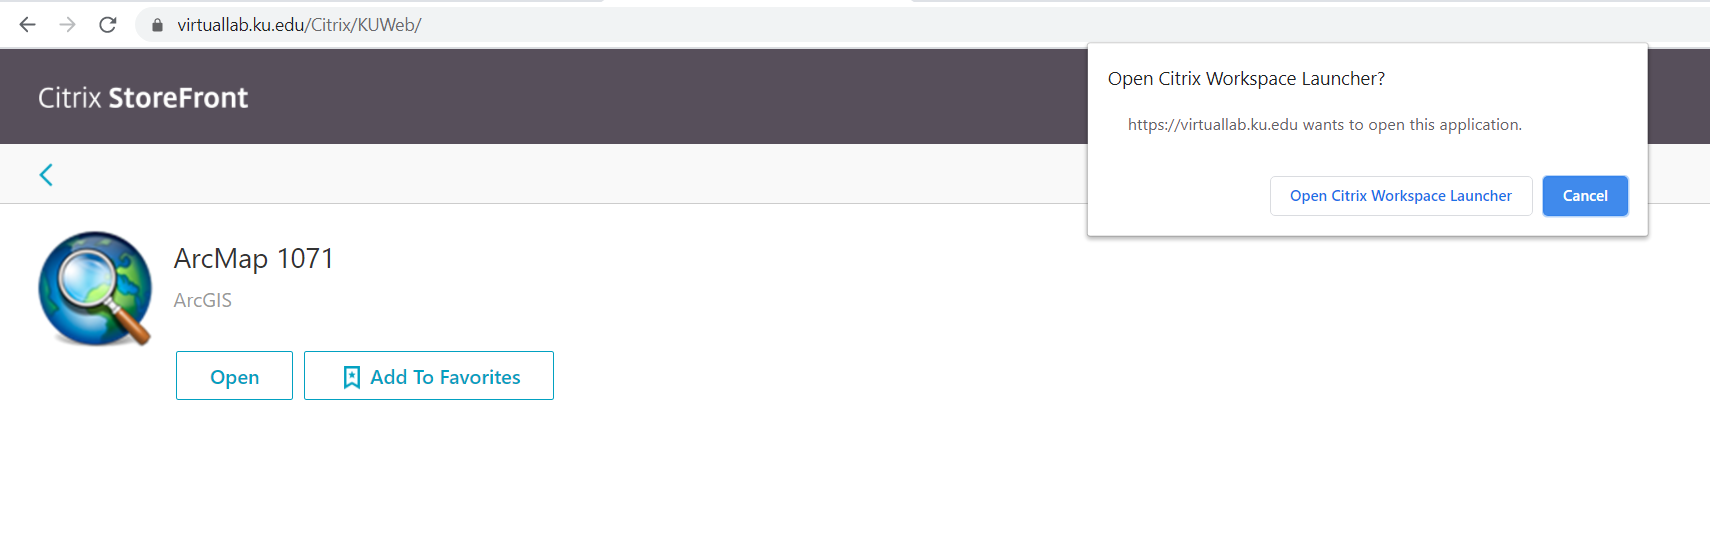 virtuallab.ku.edu/Citrix/KUWeb/
Citrix StoreFront
Open Citrix Workspace Launcher?
https://virtuallab.ku.edu wants to open this application.
Open Citrix Workspace Launcher
Cancel
ArcMap 1071
ArcGIS
Open
Add To Favorites